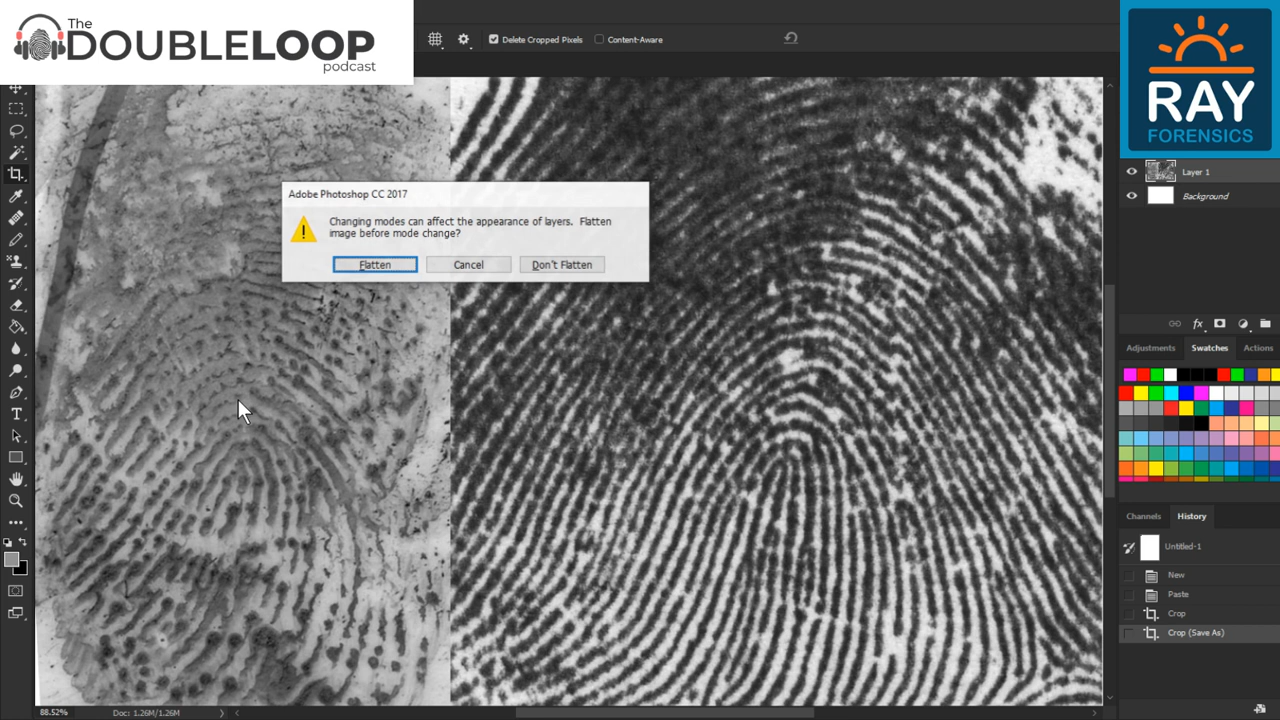 The
DOUBLELOOP
podcast
Delete Cropped Pixels
Content-Aware
RAY
FORENSICS
Layer 1
Background
Adobe Photoshop CC 2017
Changing modes can affect the appearance of layers. Flatten
image before mode change?
Flatten
Cancel
Don't Flatten
fx
Adjustments
Swatches
Actions
Channels
History
Untitled-1
New
Paste
Crop
Crop (Save As)
88.52%
Doc: 1.26M/1.26M